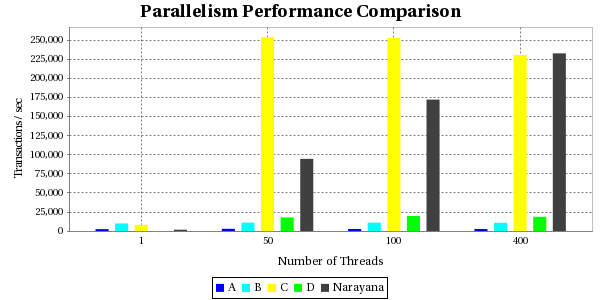 Parallelism Performance Comparison
250,000
225,000
200,000
175,000
150,000
125,000
100,000
75,000
50,000
25,000
0
Transactions / sec
1 50 100 400
Number of Threads
A B C D Narayana